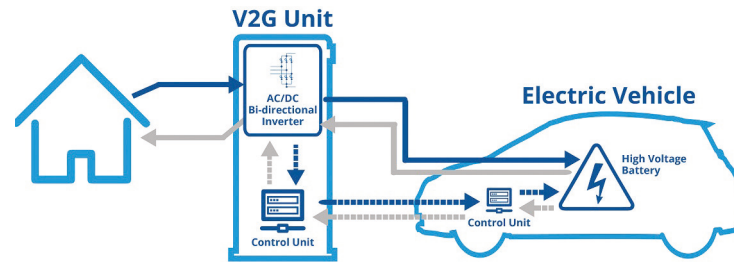 V2G Unit
AC/DC
Bi-directional
Inverter
Control Unit
Electric Vehicle
High Voltage
Battery
Control Unit